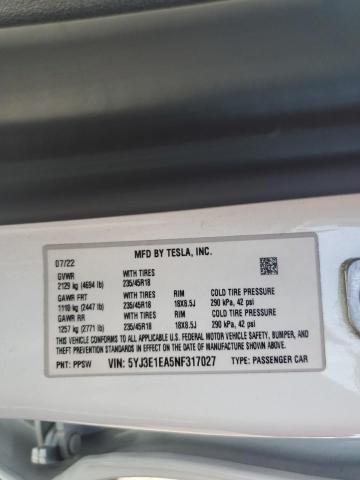 MFD BY TESLA, INC.
07/22
GVWR WITH TIRES
2129 kg (4694 lb) 235/45R18
GAWR FRT WITH TIRES RIM COLD TIRE PRESSURE
1110 kg (2447 lb) 235/45R18 18X8.5J 290 kPa, 42 psi
GAWR RR WITH TIRES RIM COLD TIRE PRESSURE
1257 kg (2771 lb) 235/45R18 18X8.5J 290 kPa, 42 psi
THIS VEHICLE CONFORMS TO ALL APPLICABLE U.S. FEDERAL MOTOR VEHICLE SAFETY, BUMPER, AND
THEFT PREVENTION STANDARDS IN EFFECT ON THE DATE OF MANUFACTURE SHOWN ABOVE.
PNT: PPSW VIN: 5YJ3E1EA5NF317027 TYPE: PASSENGER CAR